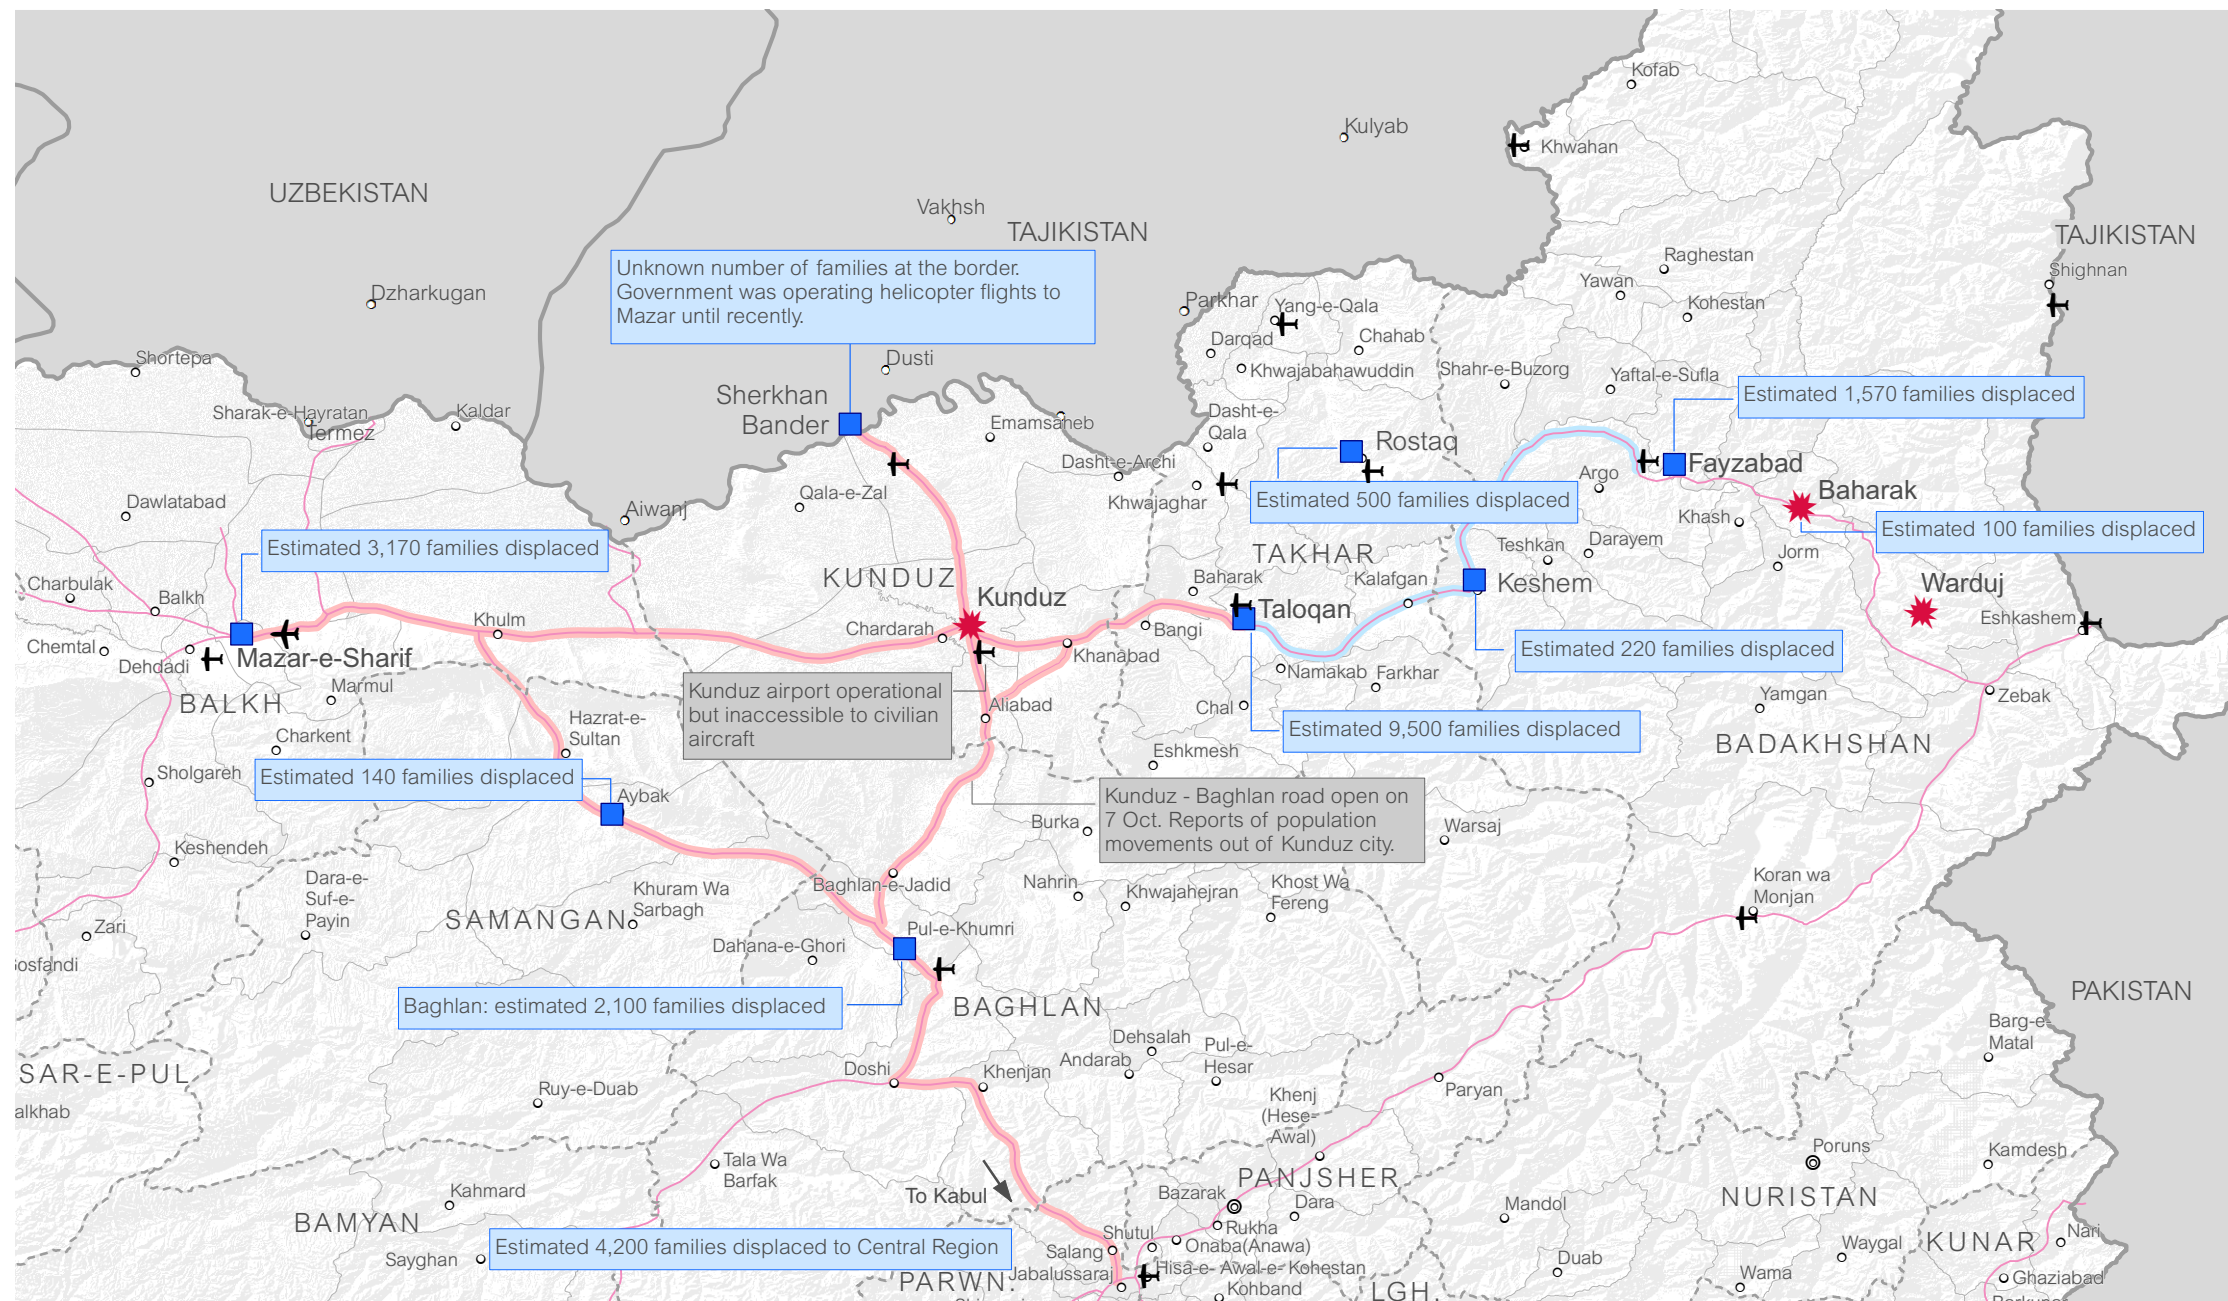 Kofab
Kulyab
Khwahan
UZBEKISTAN
Vakhsh
TAJIKISTAN
TAJIKISTAN
Unknown number of families at the border.
Government was operating helicopter flights to
Mazar until recently.
Raghestan
Shighnan
Yawan
Dzharkugan
Parkhar
Yang-e-Qala
Kohestan
Darqad
Chahab
Shortepa
Dusti
Khwajabahawuddin
Shahr-e-Buzorg
Yaftal-e-Sufla
Estimated 1,570 families displaced
Sherkhan
Bander
Sharak-e-Hayratan
Termez
Kaldar
Emamsaheb
Dasht-e-
Qala
Rostaq
Dasht-e-Archi
Khwajaghar
Fayzabad
Argo
Baharak
Qala-e-Zal
Estimated 500 families displaced
Dawlatabad
Aiwanj
Khash
Estimated 100 families displaced
Estimated 3,170 families displaced
TAKHAR
Teshkan
Darayem
Jorm
Charbulak
Balkh
KUNDUZ
Kunduz
Baharak
Kalafgan
Keshem
Warduj
Taloqan
Khulm
Chardarah
Bangi
Eshkashem
Chemtal
Dehdadi
Mazar-e-Sharif
Khanabad
Estimated 220 families displaced
Namakab
Farkhar
Marmul
BALKH
Kunduz airport operational
but inaccessible to civilian
aircraft
Aliabad
Chal
Yamgan
Zebak
Hazrat-e-
Sultan
Estimated 9,500 families displaced
Charkent
Eshkmesh
BADAKHSHAN
Sholgareh
Estimated 140 families displaced
Aybak
Kunduz - Baghlan road open on
7 Oct. Reports of population
movements out of Kunduz city.
Burka
Warsaj
Keshendeh
Dara-e-
Suf-e-
Payin
Baghlan-e-Jadid
Khuram Wa
Sarbagh
Nahrin
Khwajahejran
Khost Wa
Fereng
Koran wa
Monjan
SAMANGAN
Zari
Pul-e-Khumri
Dahana-e-Ghori
osfandi
Baghlan: estimated 2,100 families displaced
BAGHLAN
PAKISTAN
Barg-e-
Matal
Dehsalah
Andarab
Pul-e-
Hesar
SAR-E-PUL
Doshi
Khenjan
Ruy-e-Duab
Paryan
alkhab
Khenj
(Hese-
Awal)
Poruns
Kamdesh
Tala Wa
Barfak
PANJSHER
To Kabul
Kahmard
Bazarak
Dara
Mandol
NURISTAN
BAMYAN
Rukha
Shutul
Onaba(Anawa)
Salang
Estimated 4,200 families displaced to Central Region
Sayghan
Duab
Waygal
KUNAR
Nari
Jabalussaraj
Hisa-e- Awal-e- Kohestan
PARWN.
Kohband
LGH.
Wama
Ghaziabad